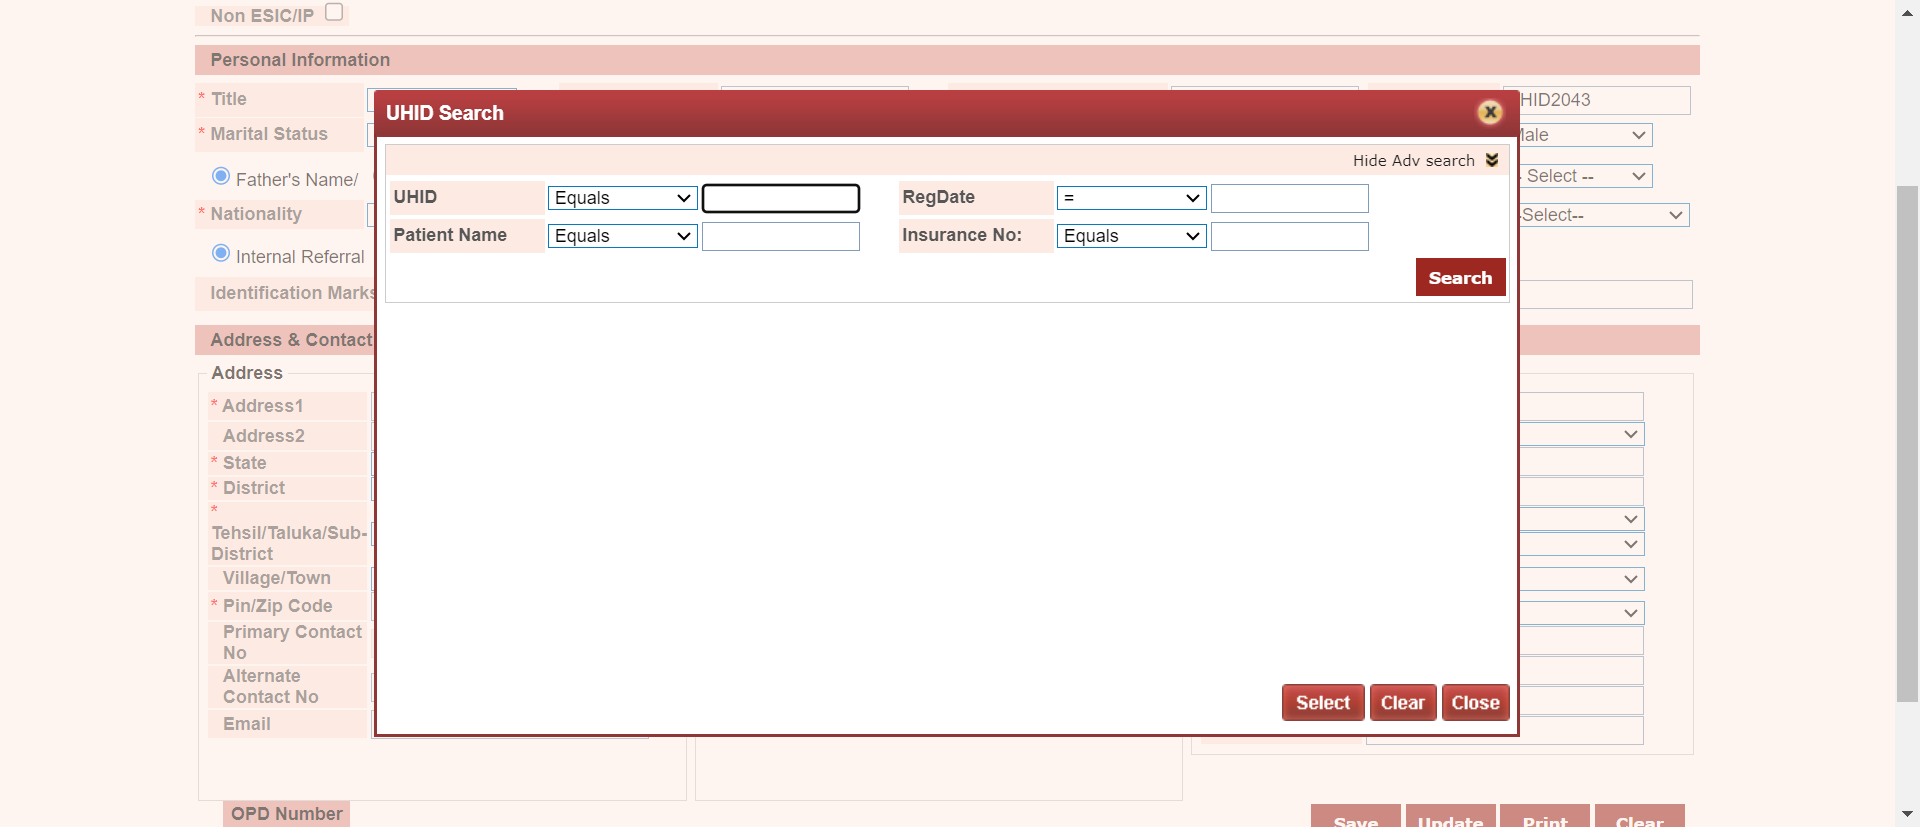 Non ESIC/IP
Personal Information
* Title
HID2043
* Marital Status
Male
Father's Name/
- Select --
* Nationality
-Select--
Internal Referral
Identification Marks
UHID Search
X
Hide Adv search
UHID Equals RegDate =
Patient Name Equals Insurance No: Equals
Search
Address & Contact
Address
* Address1
Address2
* State
* District
*
Tehsil/Taluka/Sub-
District
Village/Town
* Pin/Zip Code
Primary Contact
No
Alternate
Contact No
Email
Select Clear Close
OPD Number
Save Update Print Clear